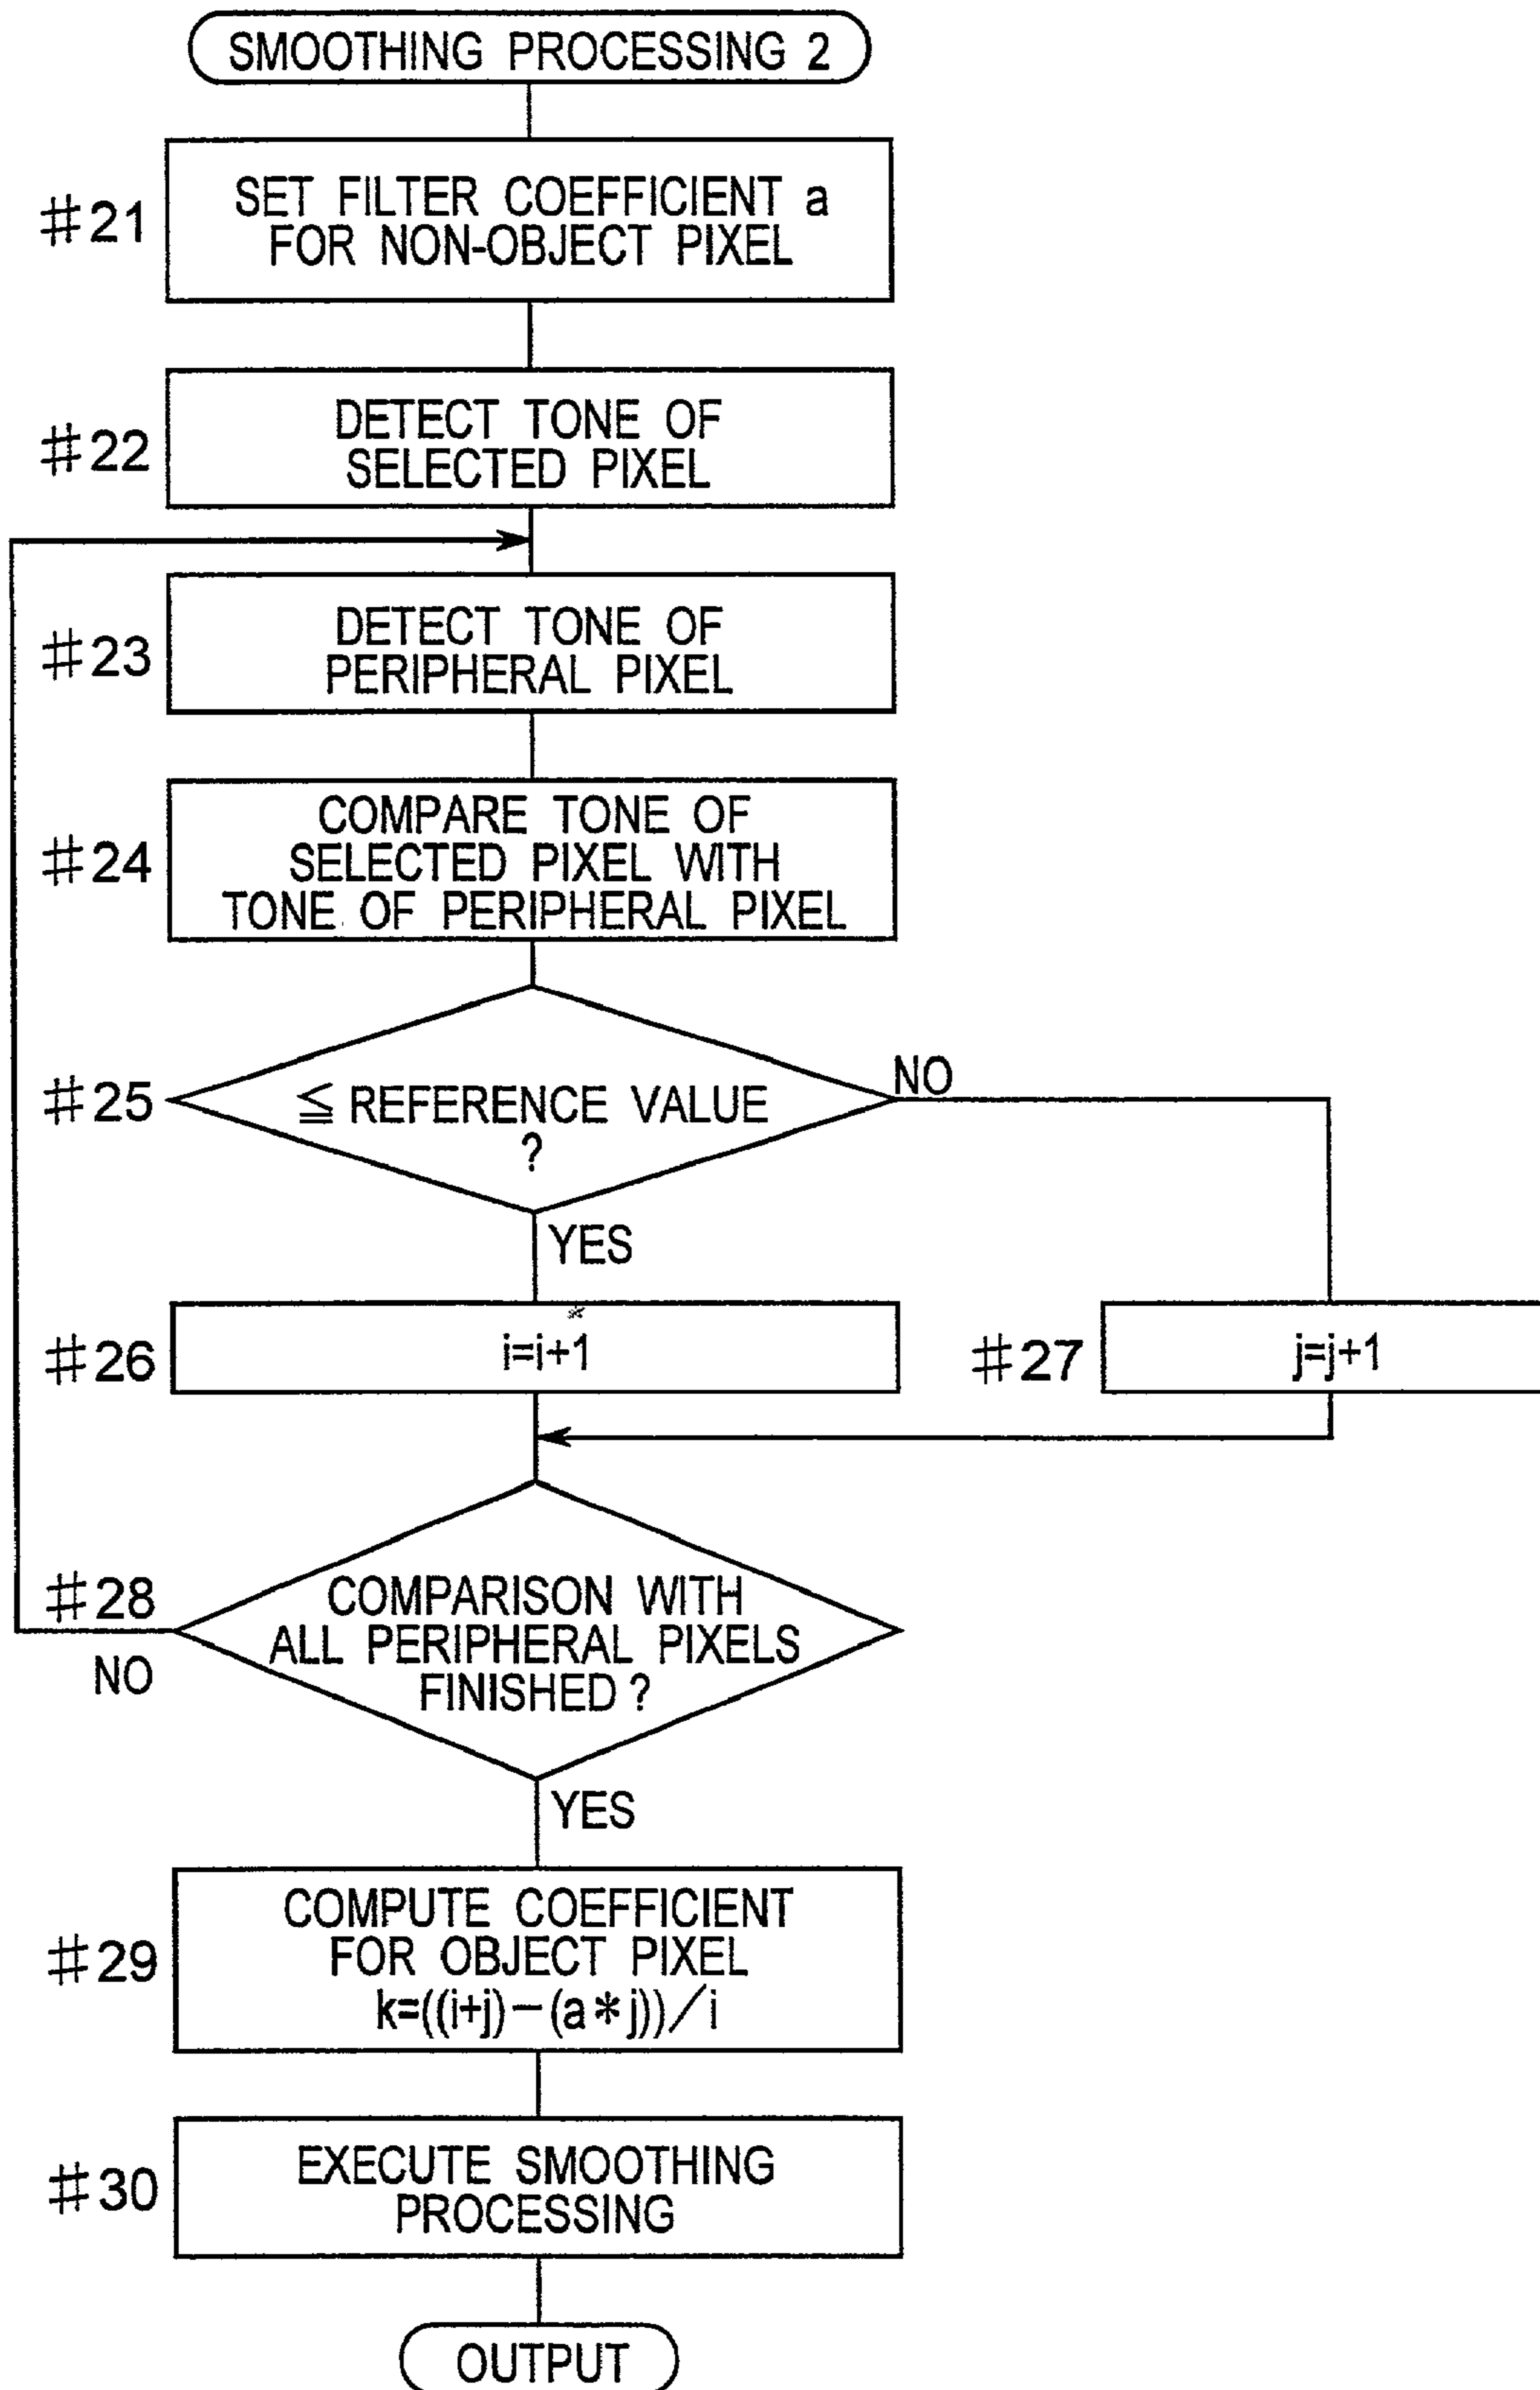 SMOOTHING PROCESSING 2
#21
SET FILTER COEFFICIENT a
FOR NON-OBJECT PIXEL
#22
DETECT TONE OF
SELECTED PIXEL
#23
DETECT TONE OF
PERIPHERAL PIXEL
#24
COMPARE TONE OF
SELECTED PIXEL WITH
TONE OF PERIPHERAL PIXEL
#25
≦ REFERENCE VALUE
?
NO
YES
#26
i=i+1
#27
j=j+1
#28
COMPARISON WITH
ALL PERIPHERAL PIXELS
FINISHED ?
NO
YES
#29
COMPUTE COEFFICIENT
FOR OBJECT PIXEL
k=((i+j)−(a*j))/i
#30
EXECUTE SMOOTHING
PROCESSING
OUTPUT